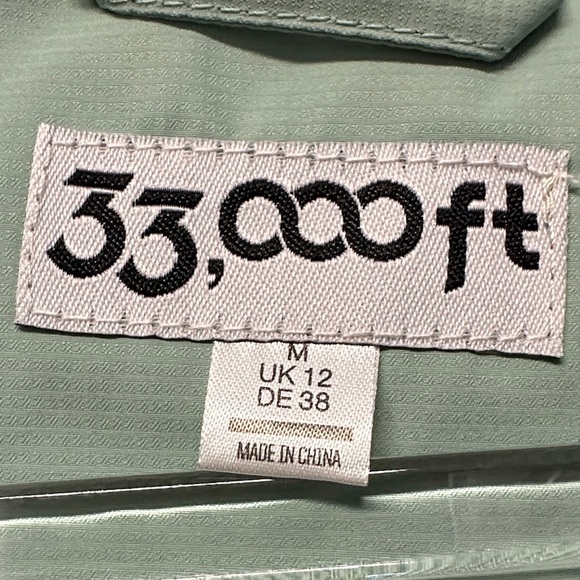 33,000ft
M
UK 12
DE 38
MADE IN CHINA